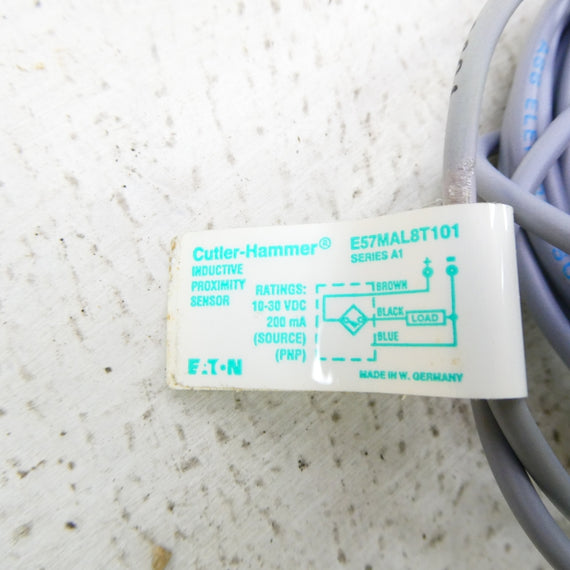 Cutler-Hammer®
INDUCTIVE
PROXIMITY
SENSOR
EATON
RATINGS:
10-30 VDC
200 mA
(SOURCE)
(PNP)
E57MAL8T101
SERIES A1
+ -
BROWN
BLACK
LOAD
BLUE
MADE IN W. GERMANY